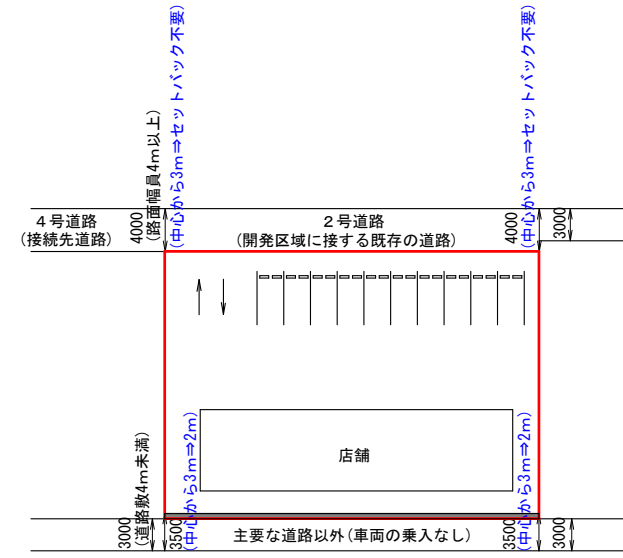 (中心から3m⇒セットバック不要)
(中心から3m⇒セットバック不要)
4000
(路面幅員4m以上)
4号道路
(接続先道路)
2号道路
(開発区域に接する既存の道路)
4000
3000
(中心から3m⇒2m)
(中心から3m⇒2m)
店舗
3000
(道路敷4m未満)
3500
主要な道路以外(車両の乗入なし)
3500
3000